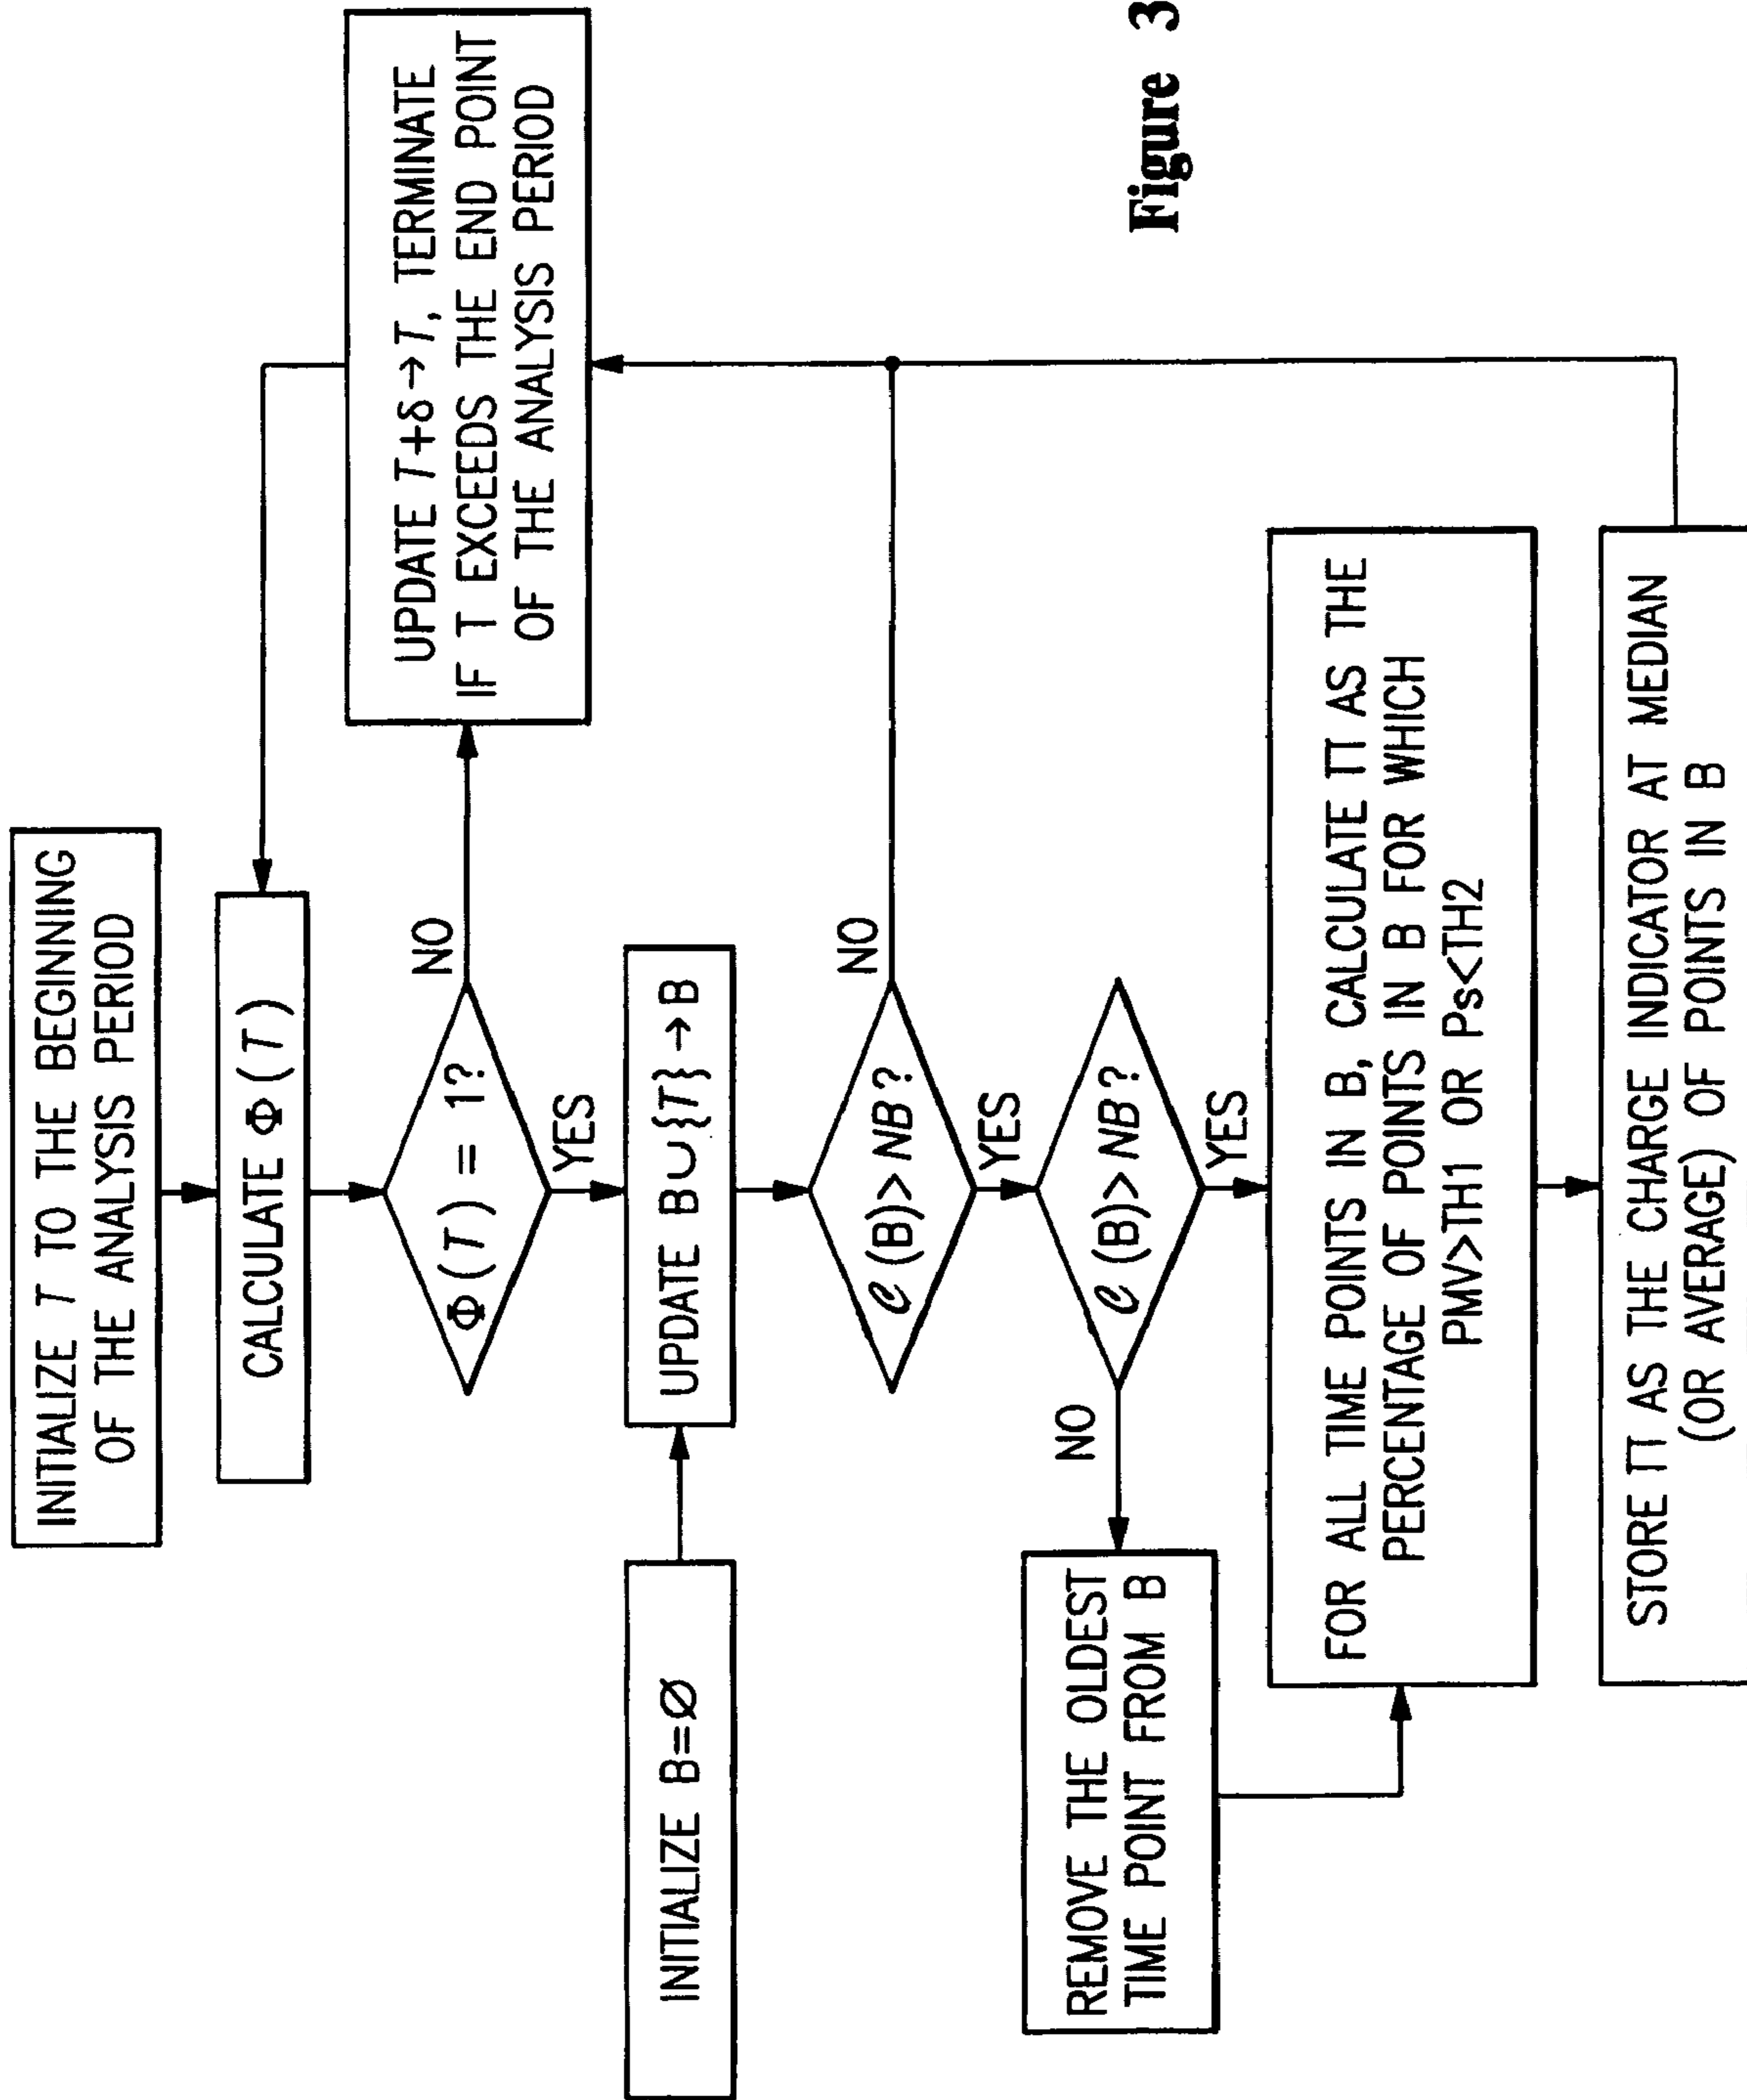 INITIALIZE T TO THE BEGINNING
OF THE ANALYSIS PERIOD
CALCULATE Φ (T)
Φ (T) = 1?
NO
YES
UPDATE T+δ→T, TERMINATE
IF T EXCEEDS THE END POINT
OF THE ANALYSIS PERIOD
INITIALIZE B=Ø
UPDATE B∪{T}→B
𝒞 (B)> NB?
NO
YES
𝒞 (B)> NB?
NO
YES
REMOVE THE OLDEST
TIME POINT FROM B
FOR ALL TIME POINTS IN B, CALCULATE Π AS THE
PERCENTAGE OF POINTS IN B FOR WHICH
PMV>TH1 OR Ps<TH2
STORE Π AS THE CHARGE INDICATOR AT MEDIAN
(OR AVERAGE) OF POINTS IN B
Figure 3